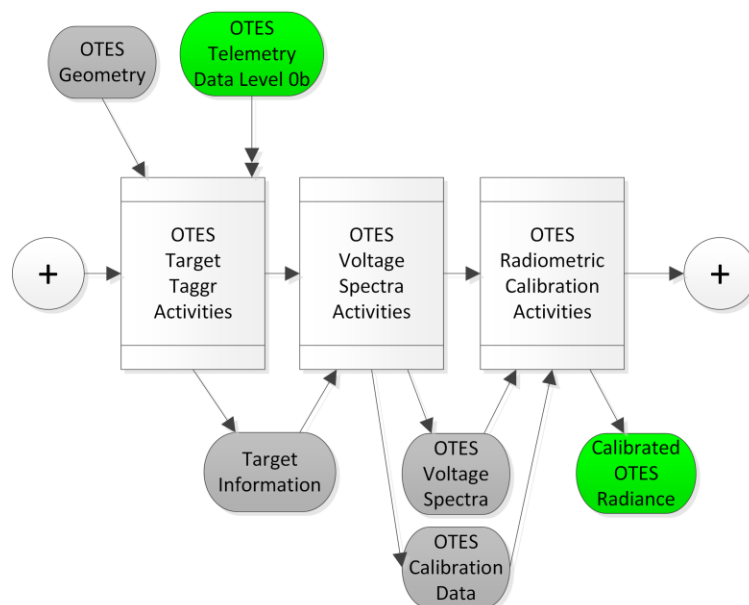 OTES
Geometry
OTES
Telemetry
Data Level 0b
+
OTES
Target
Taggr
Activities
OTES
Voltage
Spectra
Activities
OTES
Radiometric
Calibration
Activities
+
Target
Information
OTES
Voltage
Spectra
Calibrated
OTES
Radiance
OTES
Calibration
Data